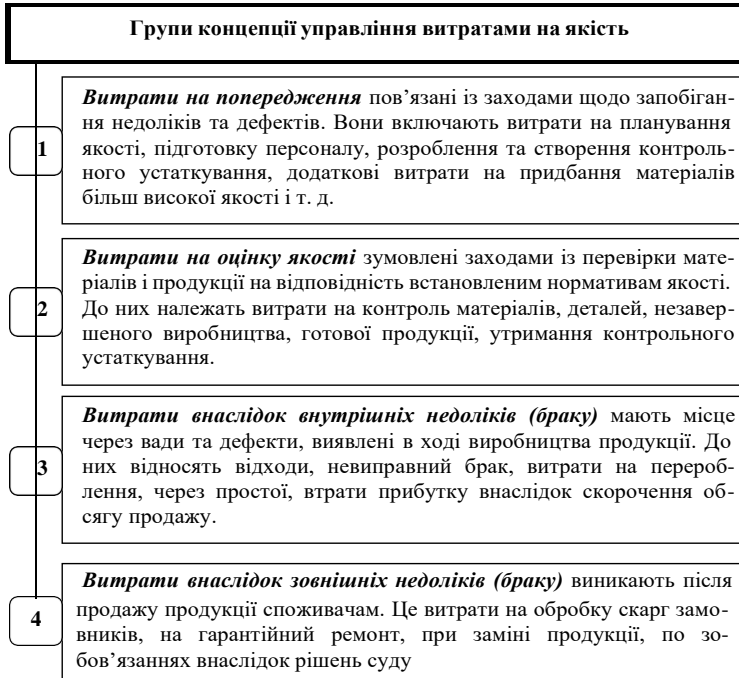 Групи концепції управління витратами на якість
Витрати на попередження пов’язані із заходами щодо запобіган-
ня недоліків та дефектів. Вони включають витрати на планування
1
якості, підготовку персоналу, розроблення та створення контроль-
ного устаткування, додаткові витрати на придбання матеріалів
більш високої якості і т. д.
Витрати на оцінку якості зумовлені заходами із перевірки мате-
ріалів і продукції на відповідність встановленим нормативам якості.
2
До них належать витрати на контроль матеріалів, деталей, незавер-
шеного виробництва, готової продукції, утримання контрольного
устаткування.
Витрати внаслідок внутрішніх недоліків (браку) мають місце
через вади та дефекти, виявлені в ході виробництва продукції. До
3
них відносять відходи, невиправний брак, витрати на перероб-
лення, через простої, втрати прибутку внаслідок скорочення об-
сягу продажу.
Витрати внаслідок зовнішніх недоліків (браку) виникають після
4
продажу продукції споживачам. Це витрати на обробку скарг замо-
вників, на гарантійний ремонт, при заміні продукції, по зо-
бов’язаннях внаслідок рішень суду